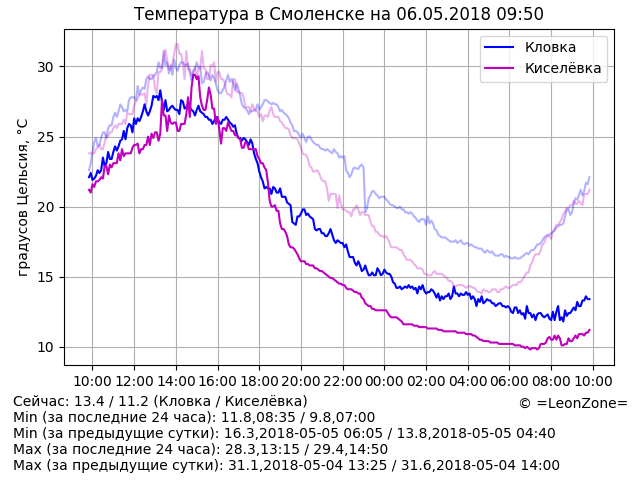 Температура в Смоленске на 06.05.2018 09:50
Кловка
Киселёвка
градусов Цельсия, °C
30
25
20
15
10
10:00 12:00 14:00 16:00 18:00 20:00 22:00 00:00 02:00 04:00 06:00 08:00 10:00
Сейчас: 13.4 / 11.2 (Кловка / Киселёвка)
© =LeonZone=
Min (за последние 24 часа): 11.8,08:35 / 9.8,07:00
Min (за предыдущие сутки): 16.3,2018-05-05 06:05 / 13.8,2018-05-05 04:40
Max (за последние 24 часа): 28.3,13:15 / 29.4,14:50
Max (за предыдущие сутки): 31.1,2018-05-04 13:25 / 31.6,2018-05-04 14:00